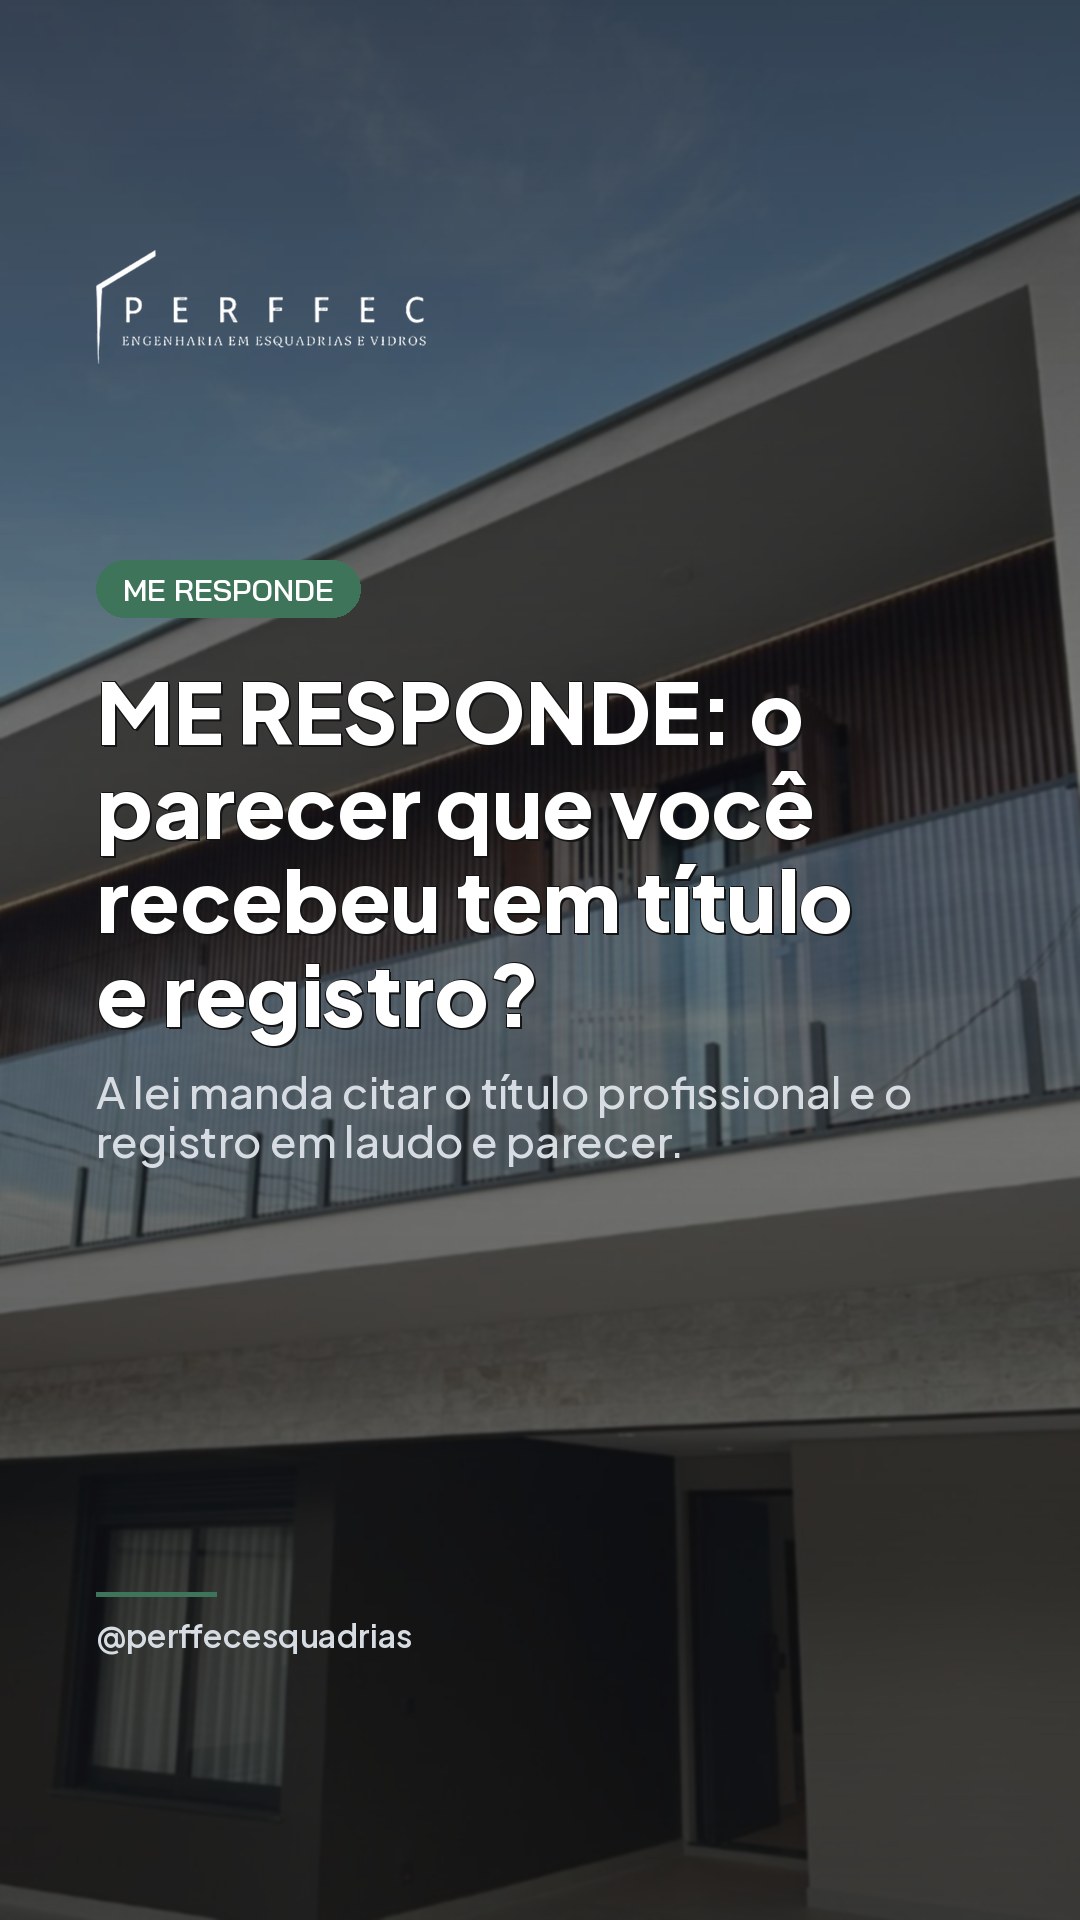 PERFFEC
ENGENHARIA EM ESQUADRIAS E VIDROS
ME RESPONDE
ME RESPONDE: o
parecer que você
recebeu tem título
e registro?
A lei manda citar o título profissional e o
registro em laudo e parecer.
@perffecesquadrias